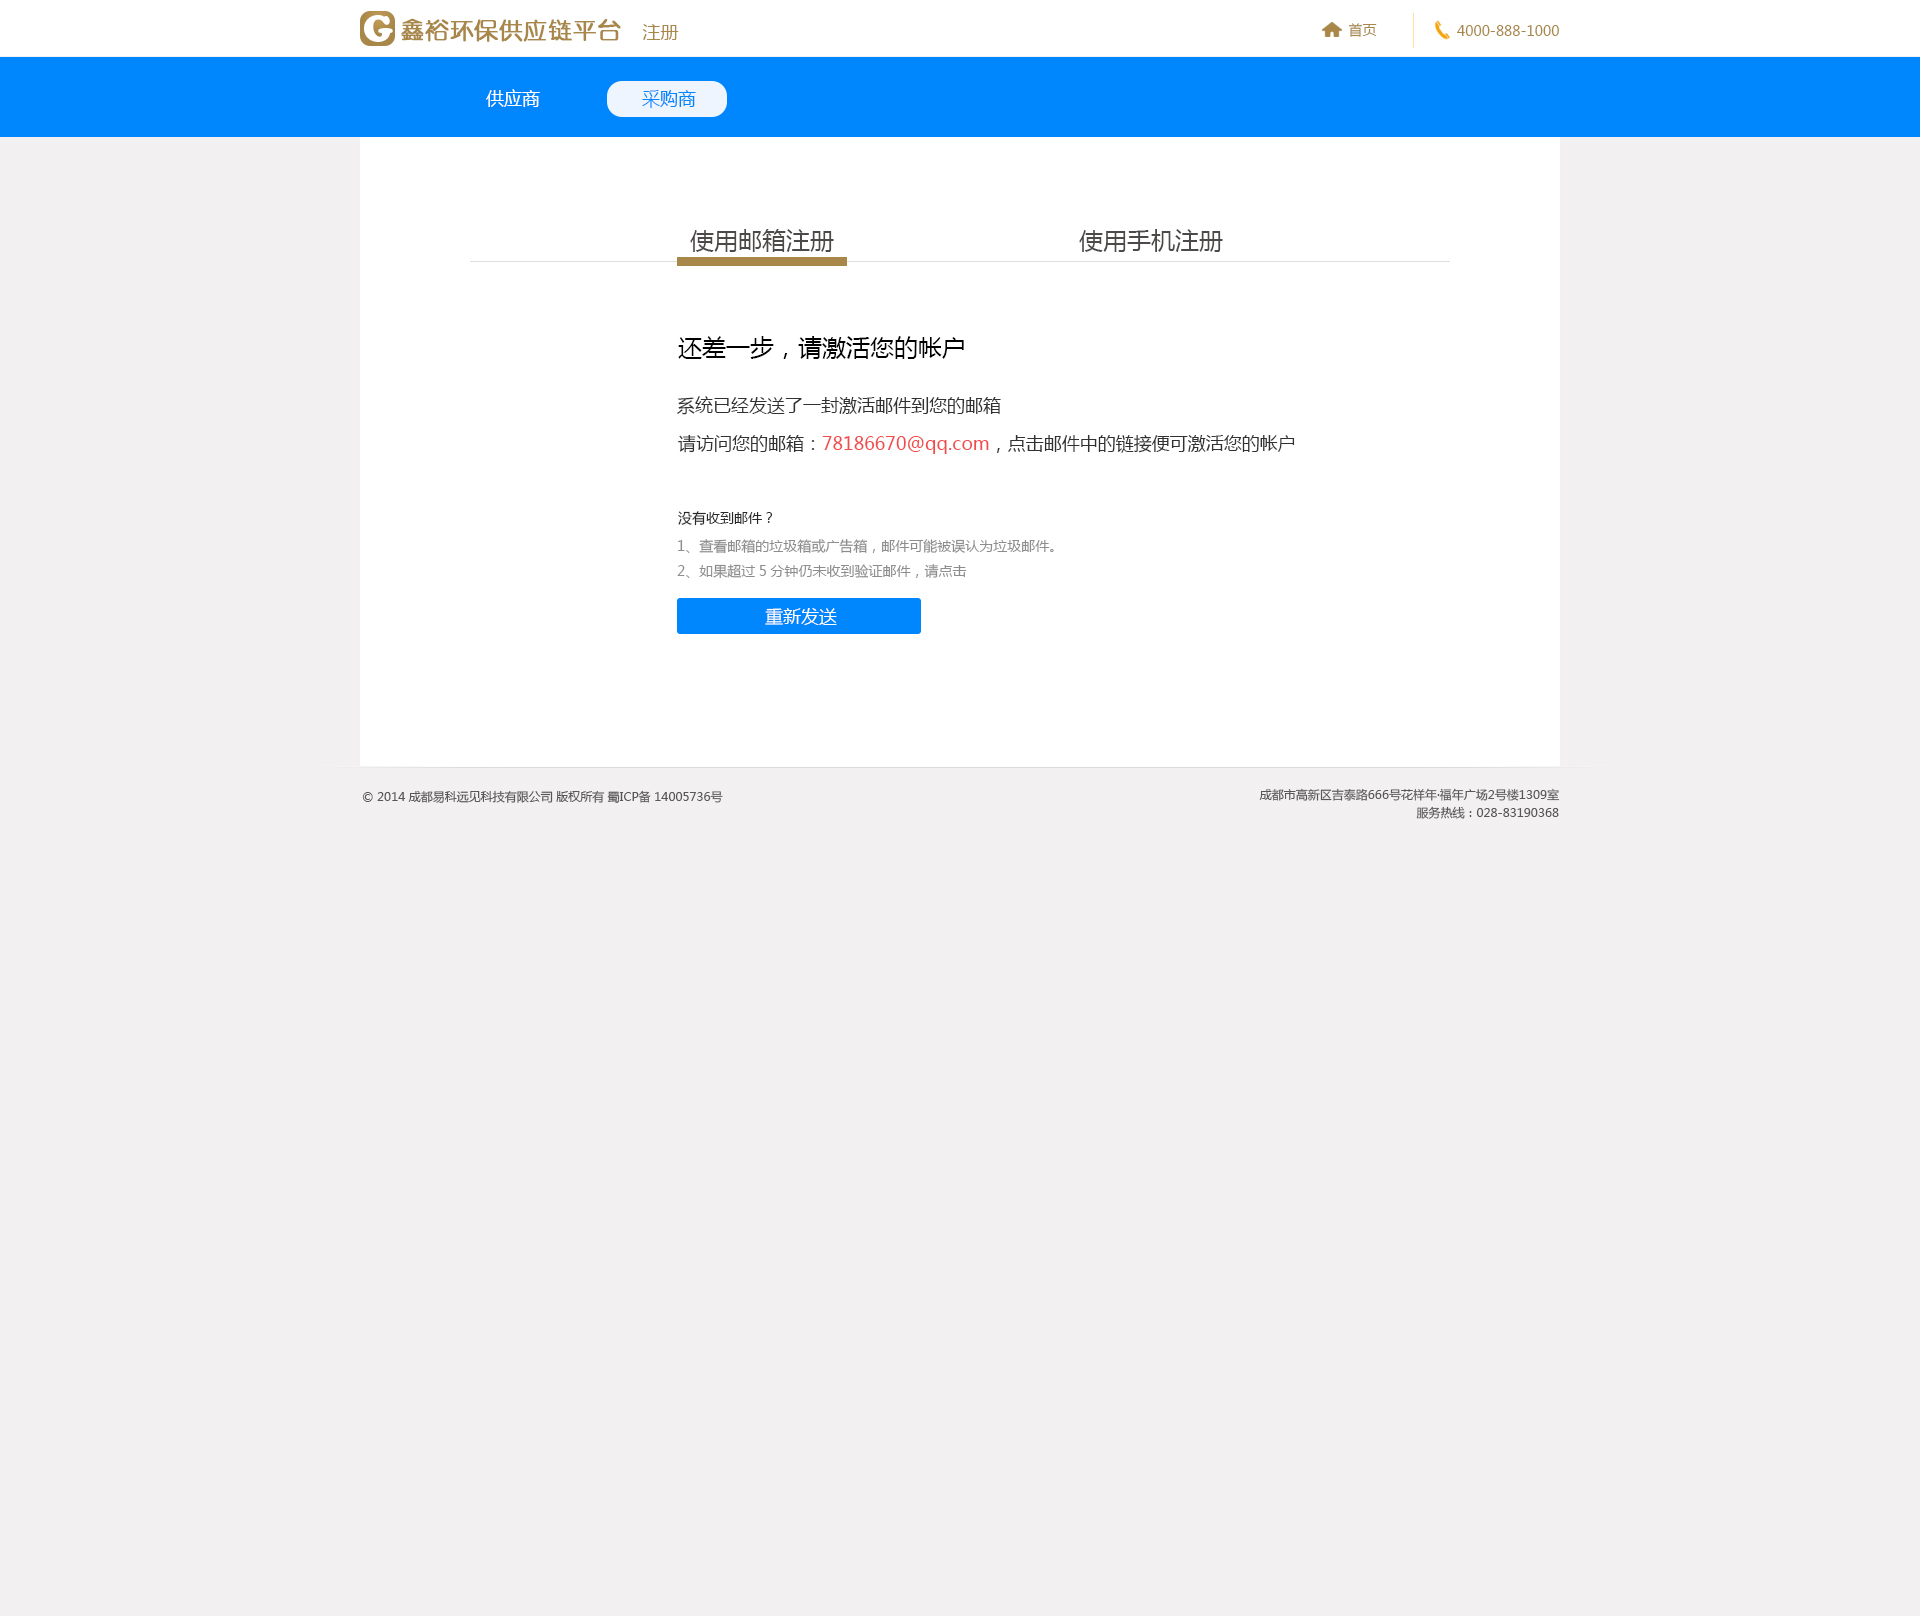 鑫裕环保供应链平台 注册 首页 4000-888-1000
供应商 采购商
使用邮箱注册 使用手机注册
还差一步，请激活您的帐户
系统已经发送了一封激活邮件到您的邮箱
请访问您的邮箱：78186670@qq.com，点击邮件中的链接便可激活您的帐户
没有收到邮件？
1、查看邮箱的垃圾箱或广告箱，邮件可能被误认为垃圾邮件。
2、如果超过 5 分钟仍未收到验证邮件，请点击
重新发送
© 2014 成都易科远见科技有限公司 版权所有 蜀ICP备 14005736号
成都市高新区吉泰路666号花样年·福年广场2号楼1309室
服务热线：028-83190368